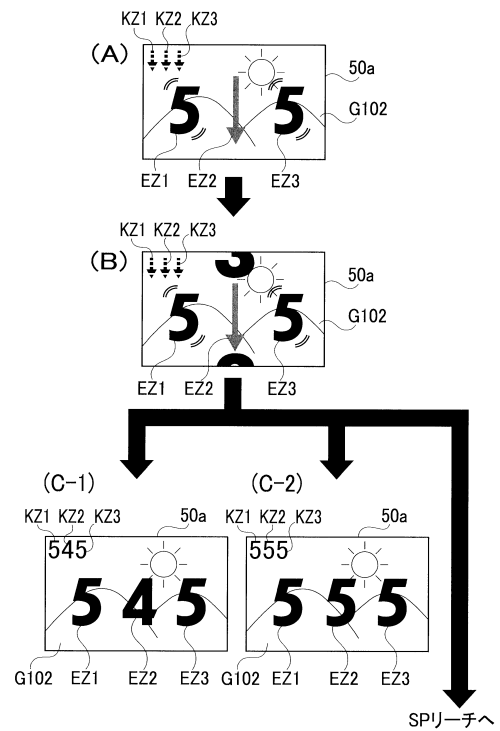 KZ1 KZ2 KZ3
(A)
50a
5 5
G102
EZ1 EZ2 EZ3
KZ1 KZ2 KZ3
(B)
3
50a
5 5
G102
EZ1 EZ2 EZ3
(C-1) (C-2)
KZ1 KZ2 KZ3 50a KZ1 KZ2 KZ3 50a
545 555
5 4 5 5 5 5
G102 EZ1 EZ2 EZ3 G102 EZ1 EZ2 EZ3
SPリーチへ